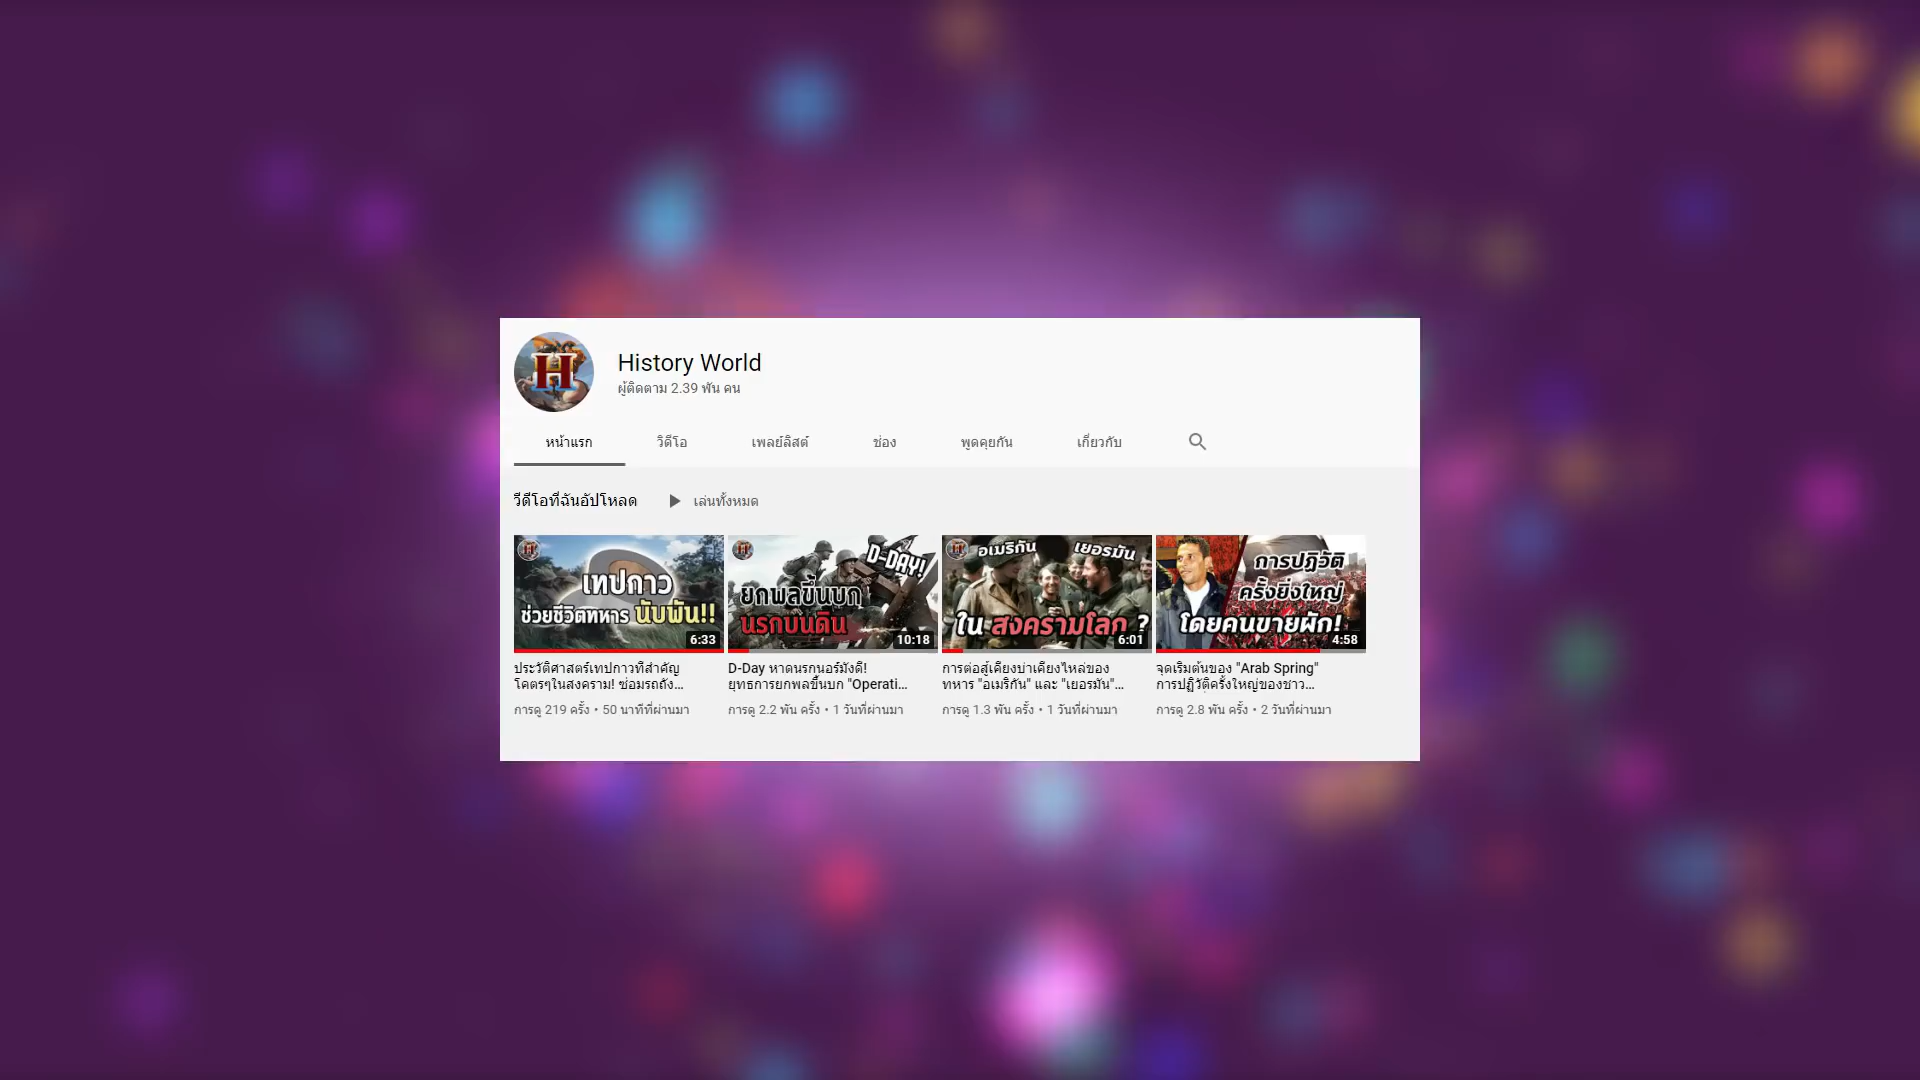 History World
ผู้ติดตาม 2.39 พัน คน
หน้าแรก วิดีโอ เพลย์ลิสต์ ช่อง พูดคุยกัน เกี่ยวกับ
วีดีโอที่ฉันอัปโหลด เล่นทั้งหมด
เทปกาว
ช่วยชีวิตทหาร นับพัน!!
6:33
D-DAY!
ยกพลขึ้นบก
นรกบนดิน
10:18
อเมริกัน เยอรมัน
ใน สงครามโลก ?
6:01
การปฏิวัติ
ครั้งยิ่งใหญ่
โดยคนขายผัก!
4:58
ประวัติศาสตร์เทปกาวที่สำคัญ
โคตรๆในสงคราม! ซ่อมรถถัง...
การดู 219 ครั้ง • 50 นาทีที่ผ่านมา
D-Day หาดนรกนอร์มังดี!
ยุทธการยกพลขึ้นบก "Operati...
การดู 2.2 พัน ครั้ง • 1 วันที่ผ่านมา
การต่อสู้เคียงบ่าเคียงไหล่ของ
ทหาร "อเมริกัน" และ "เยอรมัน"...
การดู 1.3 พัน ครั้ง • 1 วันที่ผ่านมา
จุดเริ่มต้นของ "Arab Spring"
การปฏิวัติครั้งใหญ่ของชาว...
การดู 2.8 พัน ครั้ง • 2 วันที่ผ่านมา